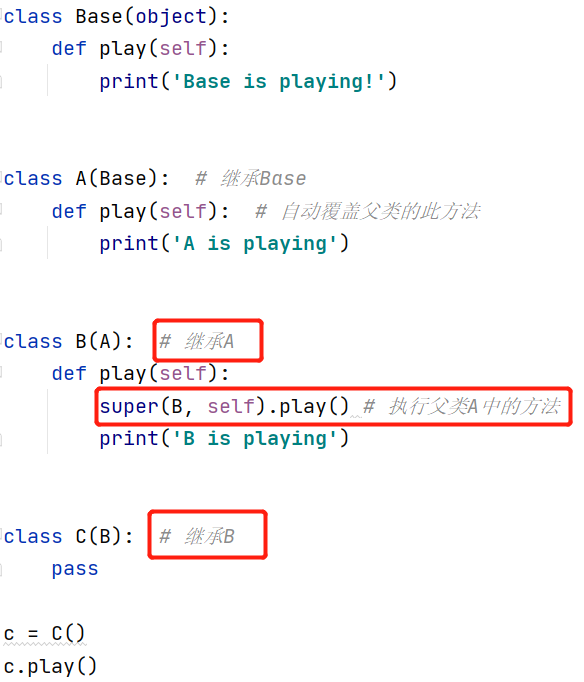 class Base(object):
    def play(self):
        print('Base is playing!')
class A(Base):  # 继承Base
    def play(self):  # 自动覆盖父类的此方法
        print('A is playing')
class B(A):  # 继承A
    def play(self):
        super(B, self).play() # 执行父类A中的方法
        print('B is playing')
class C(B):  # 继承B
    pass
c = C()
c.play()